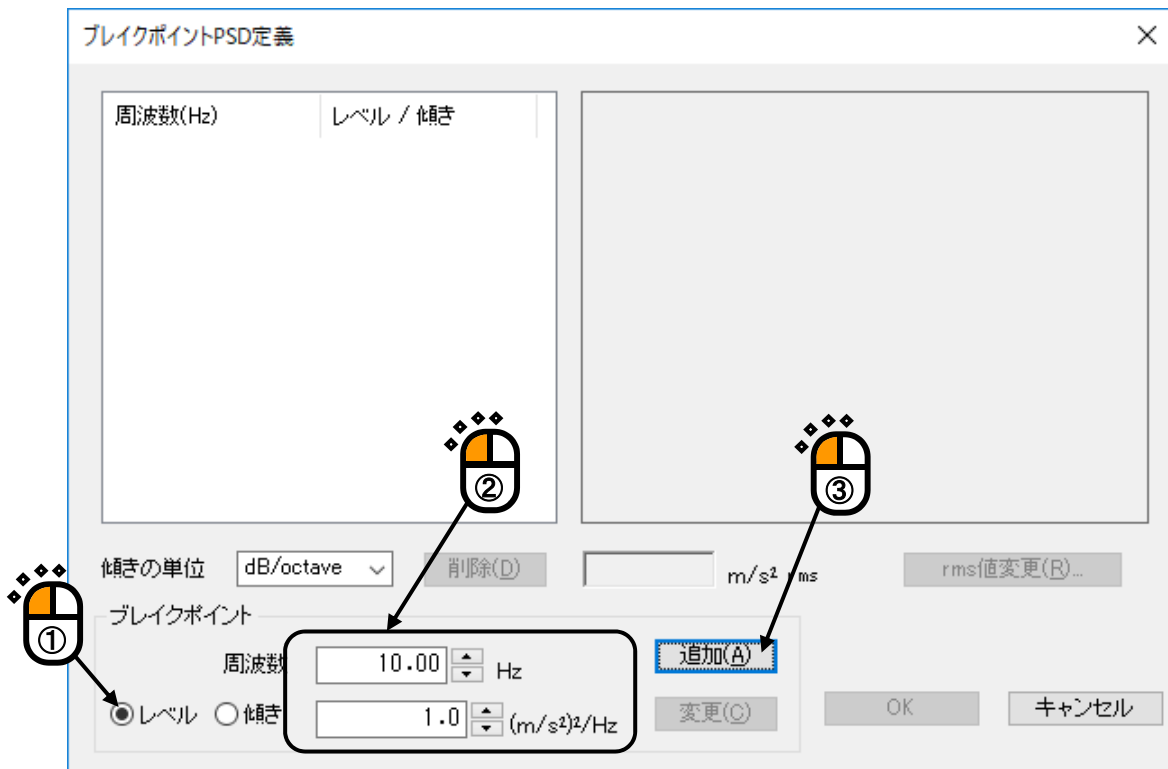 ブレイクポイントPSD定義
周波数(Hz) レベル / 傾き
② ③
傾きの単位 dB/octave 削除(D) m/s² rms rms値変更(R)...
①
ブレイクポイント
周波数 10.00 Hz 追加(A)
レベル 傾き 1.0 (m/s²)²/Hz 変更(C) OK キャンセル